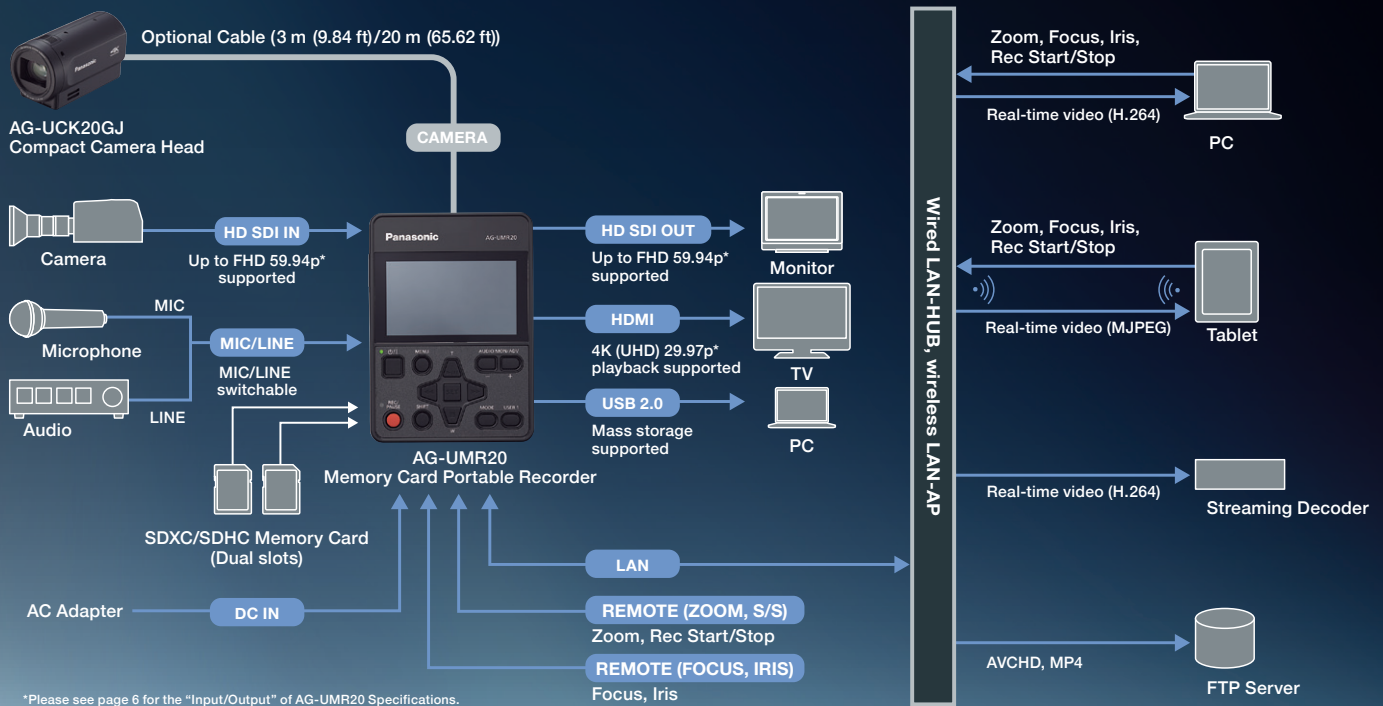 Optional Cable (3 m (9.84 ft)/20 m (65.62 ft))
Panasonic
4K
AG-UCK20GJ
Compact Camera Head
CAMERA
Camera
HD SDI IN
Up to FHD 59.94p*
supported
MIC
Microphone
MIC/LINE
MIC/LINE
switchable
Audio
LINE
SDXC/SDHC Memory Card
(Dual slots)
AC Adapter
DC IN
Panasonic
AG-UMR20
MENU
REC/
PAUSE
SHIFT
AG-UMR20
Memory Card Portable Recorder
HD SDI OUT
Up to FHD 59.94p*
supported
Monitor
HDMI
4K (UHD) 29.97p*
playback supported
TV
USB 2.0
Mass storage
supported
PC
LAN
REMOTE (ZOOM, S/S)
Zoom, Rec Start/Stop
REMOTE (FOCUS, IRIS)
Focus, Iris
Wired LAN-HUB, wireless LAN-AP
Zoom, Focus, Iris,
Rec Start/Stop
Real-time video (H.264)
PC
Zoom, Focus, Iris,
Rec Start/Stop
Real-time video (MJPEG)
Tablet
Real-time video (H.264)
Streaming Decoder
AVCHD, MP4
FTP Server
*Please see page 6 for the “Input/Output” of AG-UMR20 Specifications.